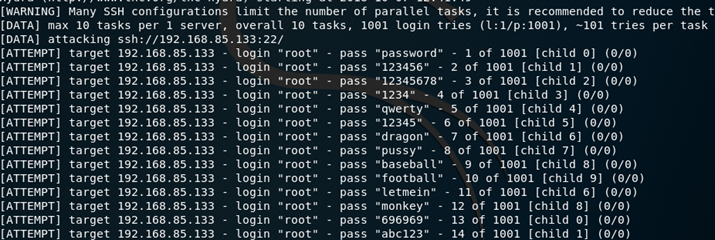 [WARNING] Many SSH configurations limit the number of parallel tasks, it is recommended to reduce the t
[DATA] max 10 tasks per 1 server, overall 10 tasks, 1001 login tries (l:1/p:1001), ~101 tries per task
[DATA] attacking ssh://192.168.85.133:22/
[ATTEMPT] target 192.168.85.133 - login "root" - pass "password" - 1 of 1001 [child 0] (0/0)
[ATTEMPT] target 192.168.85.133 - login "root" - pass "123456" - 2 of 1001 [child 1] (0/0)
[ATTEMPT] target 192.168.85.133 - login "root" - pass "12345678" - 3 of 1001 [child 2] (0/0)
[ATTEMPT] target 192.168.85.133 - login "root" - pass "1234" - 4 of 1001 [child 3] (0/0)
[ATTEMPT] target 192.168.85.133 - login "root" - pass "qwerty" - 5 of 1001 [child 4] (0/0)
[ATTEMPT] target 192.168.85.133 - login "root" - pass "12345" - 6 of 1001 [child 5] (0/0)
[ATTEMPT] target 192.168.85.133 - login "root" - pass "dragon" - 7 of 1001 [child 6] (0/0)
[ATTEMPT] target 192.168.85.133 - login "root" - pass "pussy" - 8 of 1001 [child 7] (0/0)
[ATTEMPT] target 192.168.85.133 - login "root" - pass "baseball" - 9 of 1001 [child 8] (0/0)
[ATTEMPT] target 192.168.85.133 - login "root" - pass "football" - 10 of 1001 [child 9] (0/0)
[ATTEMPT] target 192.168.85.133 - login "root" - pass "letmein" - 11 of 1001 [child 6] (0/0)
[ATTEMPT] target 192.168.85.133 - login "root" - pass "monkey" - 12 of 1001 [child 8] (0/0)
[ATTEMPT] target 192.168.85.133 - login "root" - pass "696969" - 13 of 1001 [child 0] (0/0)
[ATTEMPT] target 192.168.85.133 - login "root" - pass "abc123" - 14 of 1001 [child 1] (0/0)